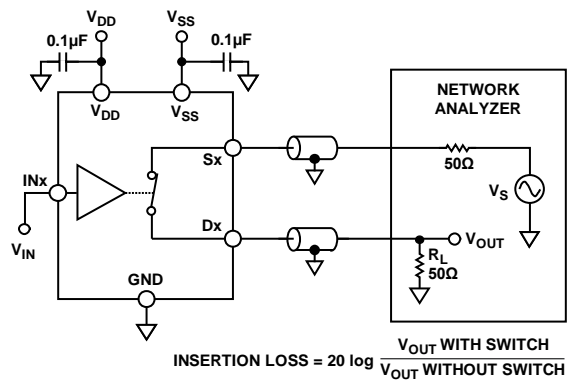 VDD VSS
0.1µF 0.1µF
VDD VSS
NETWORK
ANALYZER
Sx
50Ω
VS
INx
VIN
Dx
VOUT
RL
50Ω
GND
INSERTION LOSS = 20 log VOUT WITH SWITCH
VOUT WITHOUT SWITCH